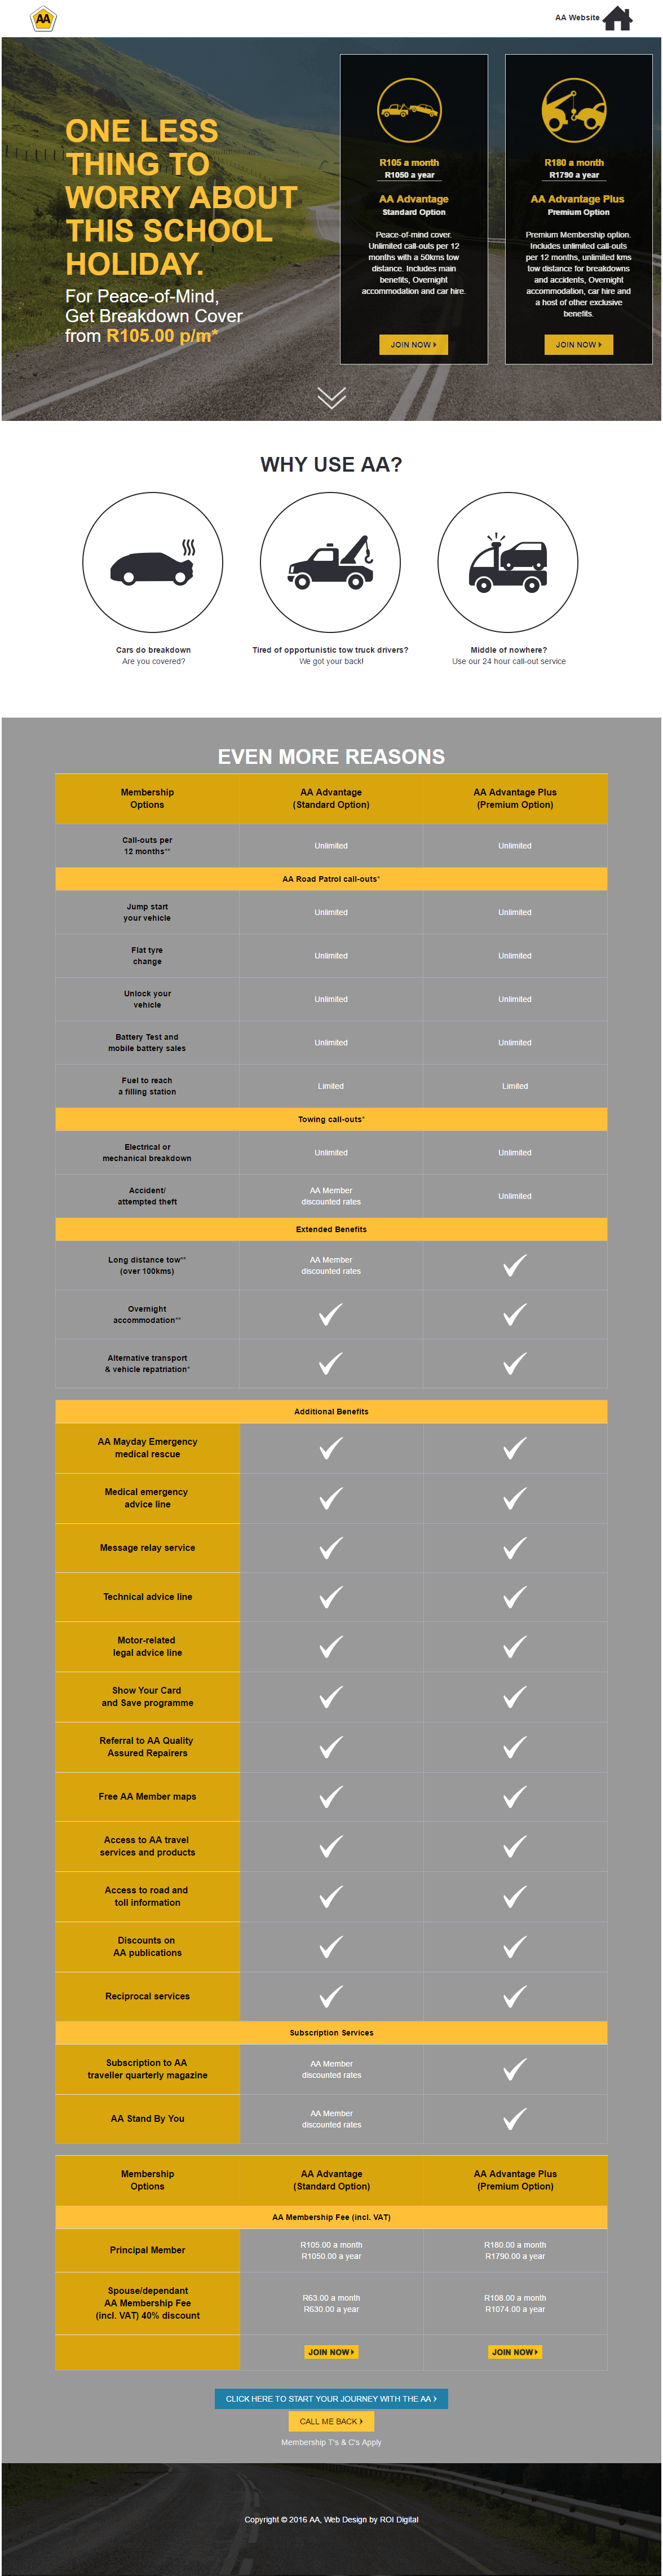 AA
AA Website
ONE LESS
THING TO
WORRY ABOUT
THIS SCHOOL
HOLIDAY.
For Peace-of-Mind,
Get Breakdown Cover
from R105.00 p/m*
R105 a month
R1050 a year
AA Advantage
Standard Option
Peace-of-mind cover.
Unlimited call-outs per 12
months with a 50kms tow
distance. Includes main
benefits, Overnight
accommodation and car hire.
JOIN NOW
R180 a month
R1790 a year
AA Advantage Plus
Premium Option
Premium Membership option.
Includes unlimited call-outs
per 12 months, unlimited kms
tow distance for breakdowns
and accidents, Overnight
accommodation, car hire and
a host of other exclusive
benefits.
JOIN NOW
WHY USE AA?
Cars do breakdown
Are you covered?
Tired of opportunistic tow truck drivers?
We got your back!
Middle of nowhere?
Use our 24 hour call-out service
EVEN MORE REASONS
Membership
Options
AA Advantage
(Standard Option)
AA Advantage Plus
(Premium Option)
Call-outs per
12 months**
Unlimited
Unlimited
AA Road Patrol call-outs*
Jump start
your vehicle
Unlimited
Unlimited
Flat tyre
change
Unlimited
Unlimited
Unlock your
vehicle
Unlimited
Unlimited
Battery Test and
mobile battery sales
Unlimited
Unlimited
Fuel to reach
a filling station
Limited
Limited
Towing call-outs*
Electrical or
mechanical breakdown
Unlimited
Unlimited
Accident/
attempted theft
AA Member
discounted rates
Unlimited
Extended Benefits
Long distance tow**
(over 100kms)
AA Member
discounted rates
Overnight
accommodation**
Alternative transport
& vehicle repatriation*
Additional Benefits
AA Mayday Emergency
medical rescue
Medical emergency
advice line
Message relay service
Technical advice line
Motor-related
legal advice line
Show Your Card
and Save programme
Referral to AA Quality
Assured Repairers
Free AA Member maps
Access to AA travel
services and products
Access to road and
toll information
Discounts on
AA publications
Reciprocal services
Subscription Services
Subscription to AA
traveller quarterly magazine
AA Member
discounted rates
AA Stand By You
AA Member
discounted rates
Membership
Options
AA Advantage
(Standard Option)
AA Advantage Plus
(Premium Option)
AA Membership Fee (incl. VAT)
Principal Member
R105.00 a month
R1050.00 a year
R180.00 a month
R1790.00 a year
Spouse/dependant
AA Membership Fee
(incl. VAT) 40% discount
R63.00 a month
R630.00 a year
R108.00 a month
R1074.00 a year
JOIN NOW
JOIN NOW
CLICK HERE TO START YOUR JOURNEY WITH THE AA
CALL ME BACK
Membership T's & C's Apply
Copyright © 2016 AA, Web Design by ROI Digital